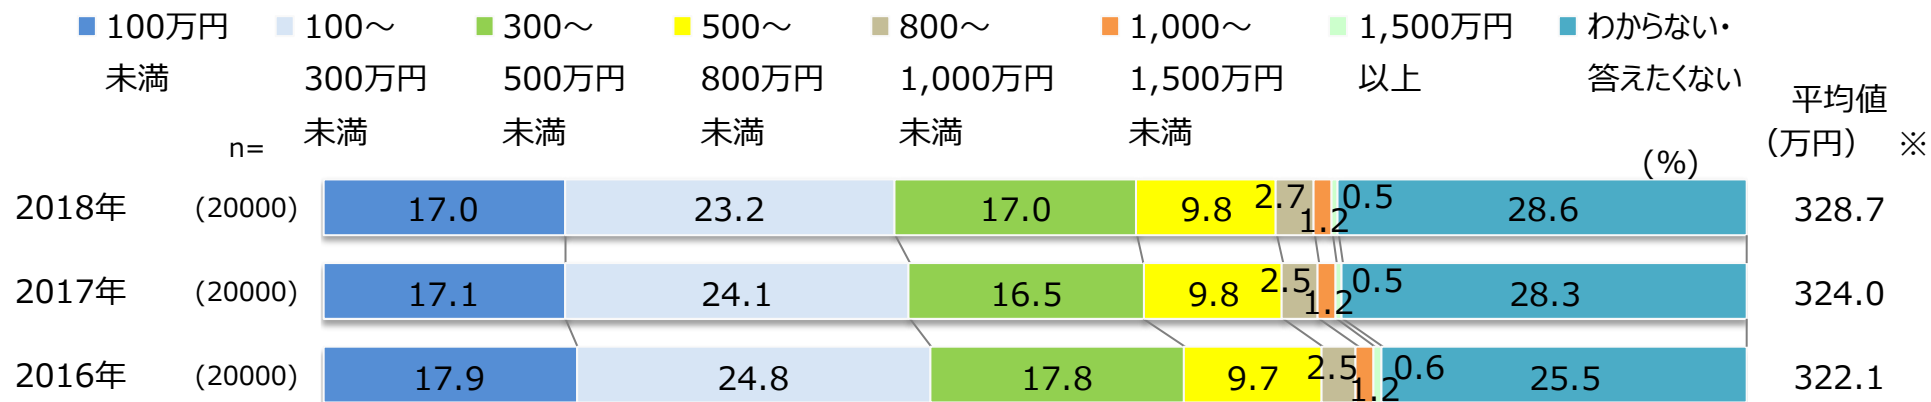 100万円 100～ 300～ 500～ 800～ 1,000～ 1,500万円 わからない・
未満 300万円 500万円 800万円 1,000万円 1,500万円 以上 答えたくない
未満 未満 未満 未満 未満
平均値
(万円) ※
n=
(%)
2018年 (20000) 17.0 23.2 17.0 9.8 2.7 1.2 0.5 28.6 328.7
2017年 (20000) 17.1 24.1 16.5 9.8 2.5 1.2 0.5 28.3 324.0
2016年 (20000) 17.9 24.8 17.8 9.7 2.5 1.2 0.6 25.5 322.1